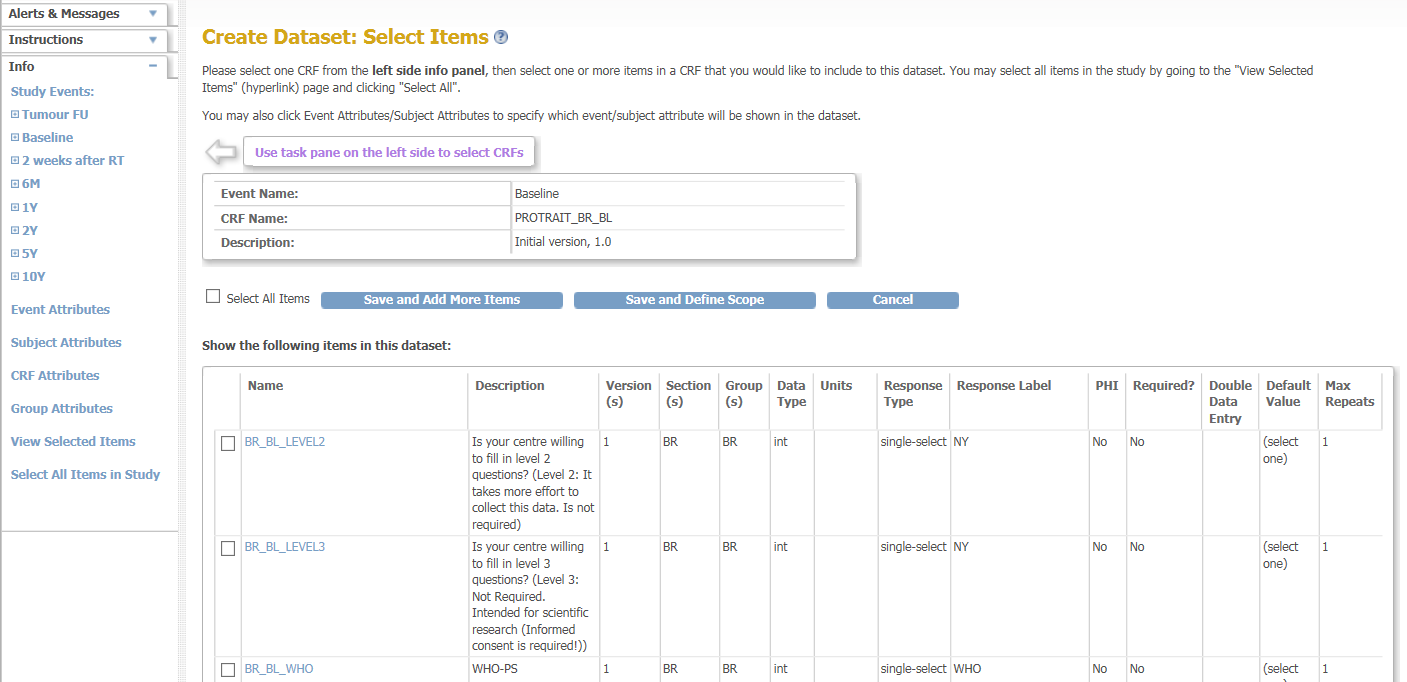 Alerts & Messages
Instructions
Info
Study Events:
Tumour FU
Baseline
2 weeks after RT
6M
1Y
2Y
5Y
10Y
Event Attributes
Subject Attributes
CRF Attributes
Group Attributes
View Selected Items
Select All Items in Study
Create Dataset: Select Items ?
Please select one CRF from the left side info panel, then select one or more items in a CRF that you would like to include to this dataset. You may select all items in the study by going to the "View Selected
Items" (hyperlink) page and clicking "Select All".
You may also click Event Attributes/Subject Attributes to specify which event/subject attribute will be shown in the dataset.
Use task pane on the left side to select CRFs
Event Name: Baseline
CRF Name: PROTRAIT_BR_BL
Description: Initial version, 1.0
Select All Items Save and Add More Items Save and Define Scope Cancel
Show the following items in this dataset:
Name Description Version Section Group Data Units Response Response Label PHI Required? Double Default Max
(s) (s) (s) Type Type Data Value Repeats
Entry
BR_BL_LEVEL2 Is your centre willing 1 BR BR int single-select NY No No (select 1
to fill in level 2 one)
questions? (Level 2: It
takes more effort to
collect this data. Is not
required)
BR_BL_LEVEL3 Is your centre willing 1 BR BR int single-select NY No No (select 1
to fill in level 3 one)
questions? (Level 3:
Not Required.
Intended for scientific
research (Informed
consent is required!))
BR_BL_WHO WHO-PS 1 BR BR int single-select WHO No No (select 1